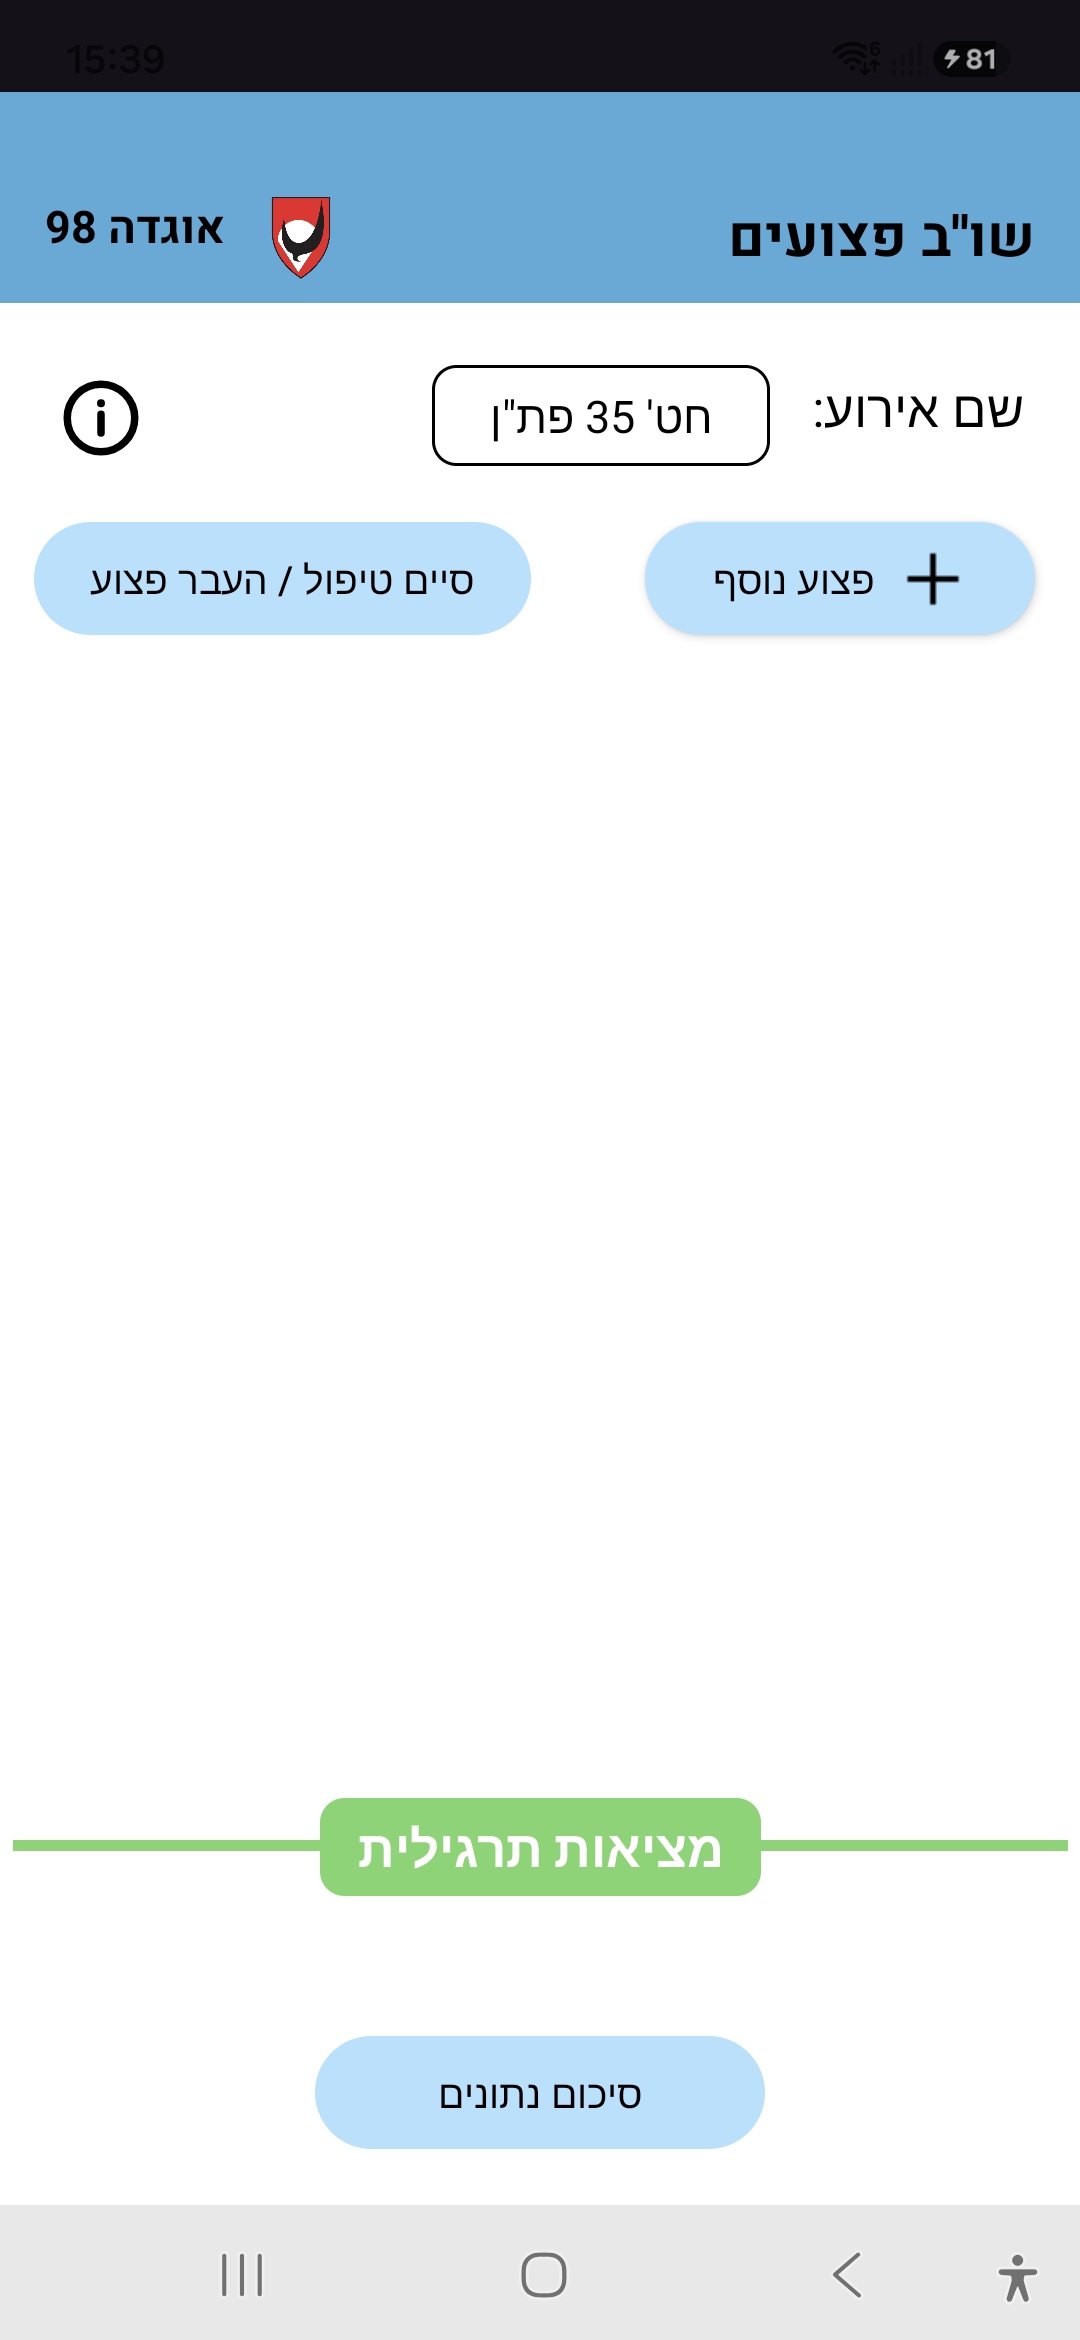 15:39
6
81
שו"ב פצועים
אוגדה 98
שם אירוע:
חט' 35 פת"ן
פצוע נוסף
סיים טיפול / העבר פצוע
מציאות תרגילית
סיכום נתונים